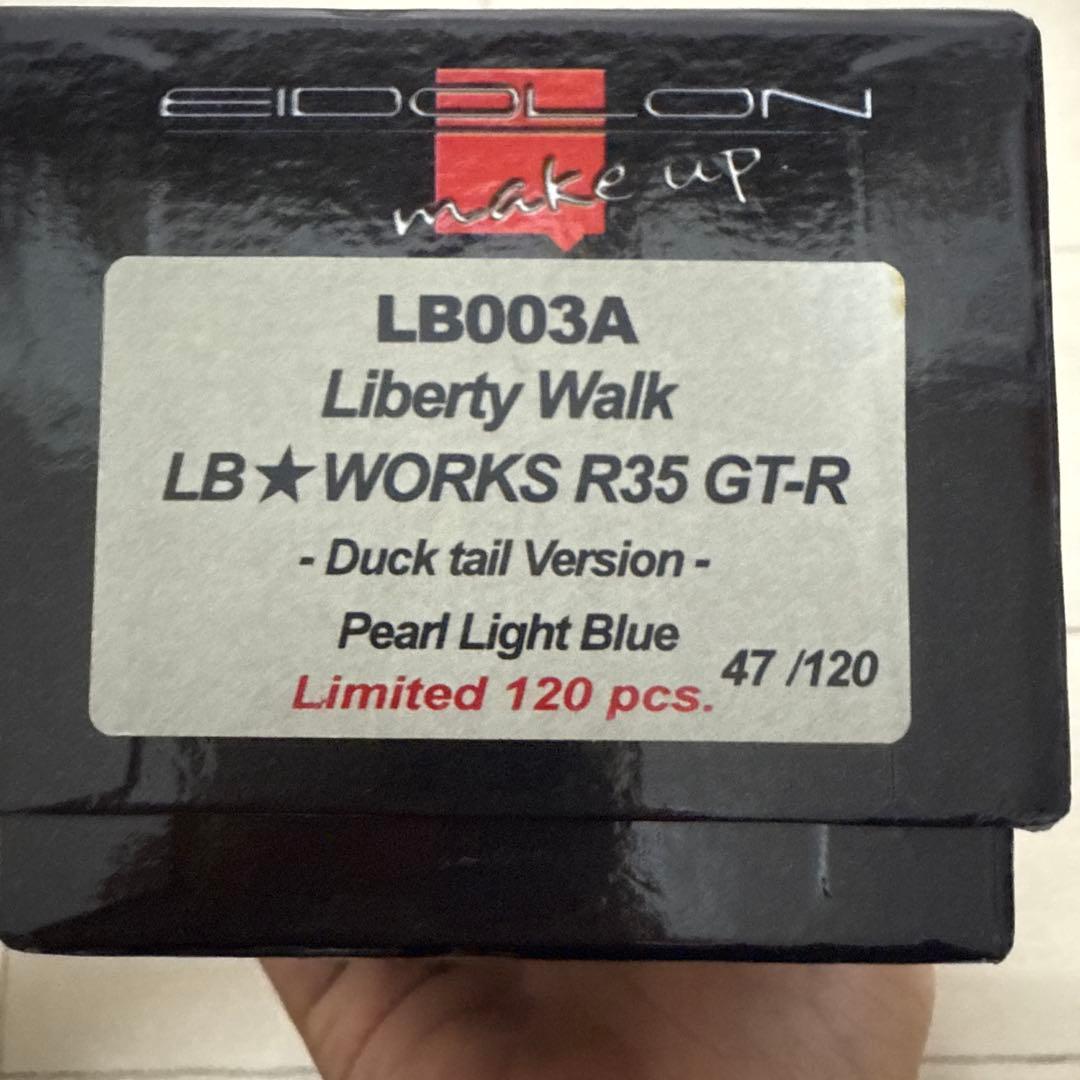 EIDOLON
make up
LB003A
Liberty Walk
LB★WORKS R35 GT-R
- Duck tail Version -
Pearl Light Blue
47 /120
Limited 120 pcs.